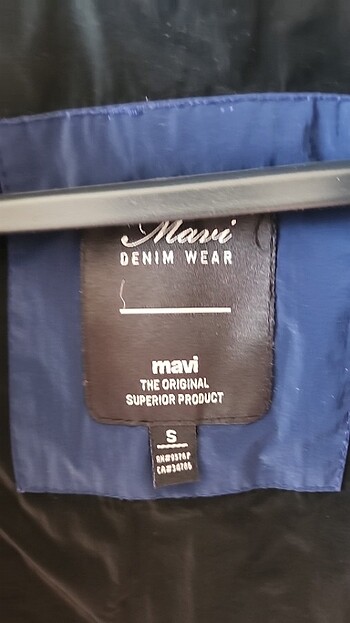 Mavi
DENIM WEAR
mavi
THE ORIGINAL
SUPERIOR PRODUCT
S